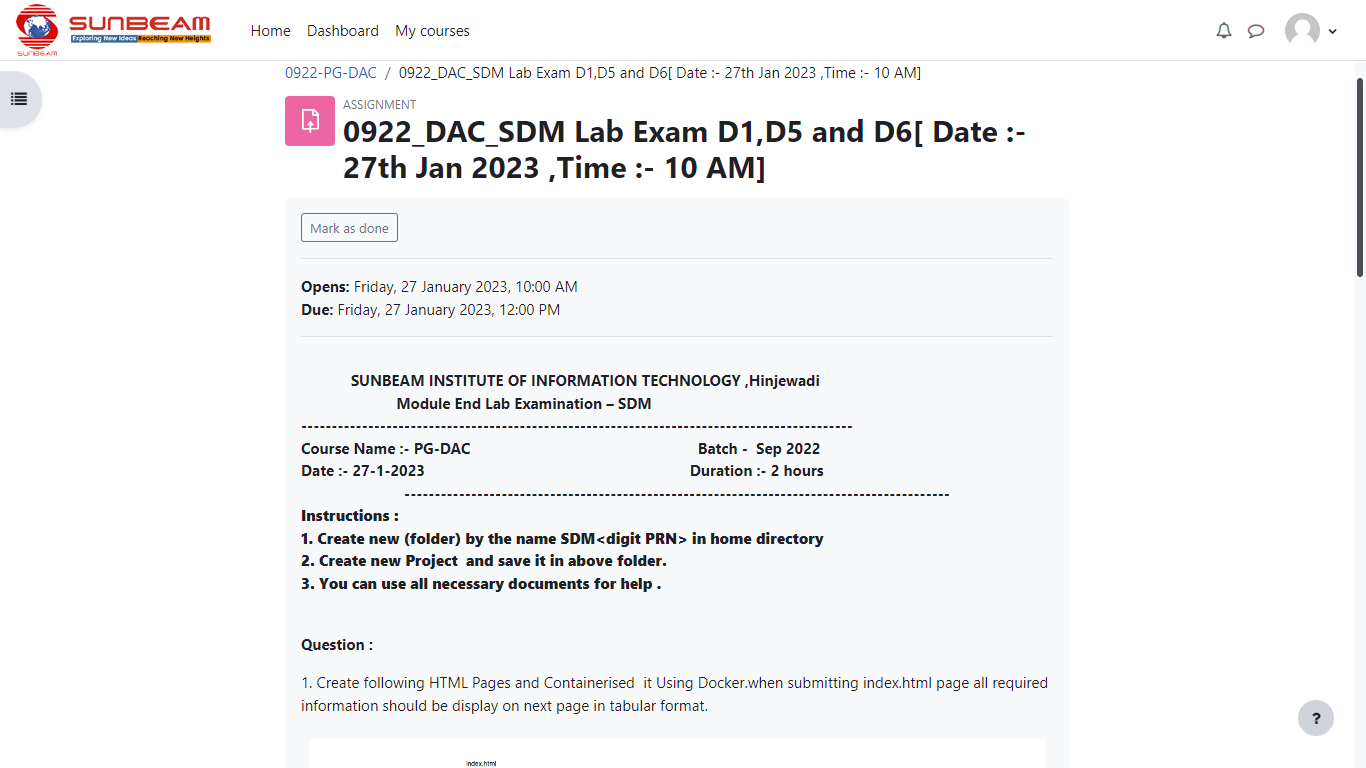 SUNBEAM
Exploring New Ideas Reaching New Heights
SUNBEAM
Home Dashboard My courses
0922-PG-DAC / 0922_DAC_SDM Lab Exam D1,D5 and D6[ Date :- 27th Jan 2023 ,Time :- 10 AM]
ASSIGNMENT
0922_DAC_SDM Lab Exam D1,D5 and D6[ Date :-
27th Jan 2023 ,Time :- 10 AM]
Mark as done
Opens: Friday, 27 January 2023, 10:00 AM
Due: Friday, 27 January 2023, 12:00 PM
SUNBEAM INSTITUTE OF INFORMATION TECHNOLOGY ,Hinjewadi
Module End Lab Examination – SDM
-------------------------------------------------------------------------------------------
Course Name :- PG-DAC Batch - Sep 2022
Date :- 27-1-2023 Duration :- 2 hours
------------------------------------------------------------------------------------------
Instructions :
1. Create new (folder) by the name SDM<digit PRN> in home directory
2. Create new Project and save it in above folder.
3. You can use all necessary documents for help .
Question :
1. Create following HTML Pages and Containerised it Using Docker.when submitting index.html page all required
information should be display on next page in tabular format.
?
index.html